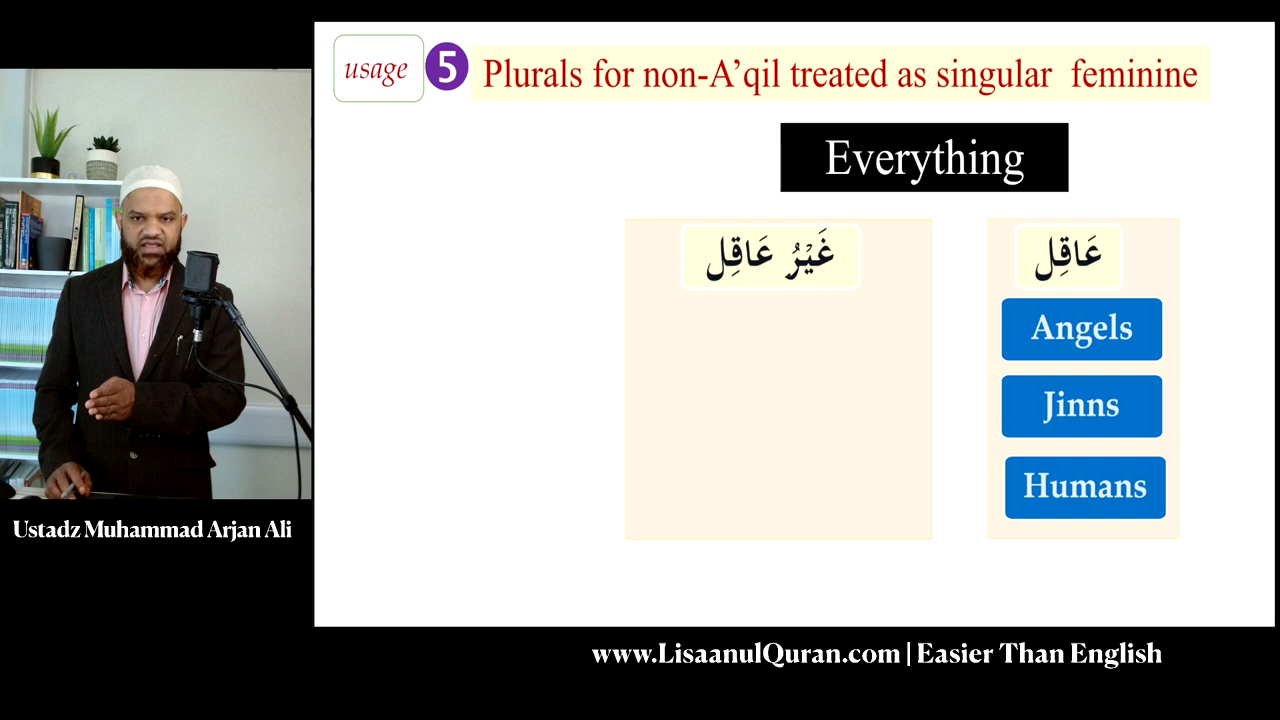 usage 5 Plurals for non-A’qil treated as singular feminine
Everything
غَيْرُ عَاقِل
عَاقِل
Angels
Jinns
Humans
Ustadz Muhammad Arjan Ali
www.LisaanulQuran.com | Easier Than English